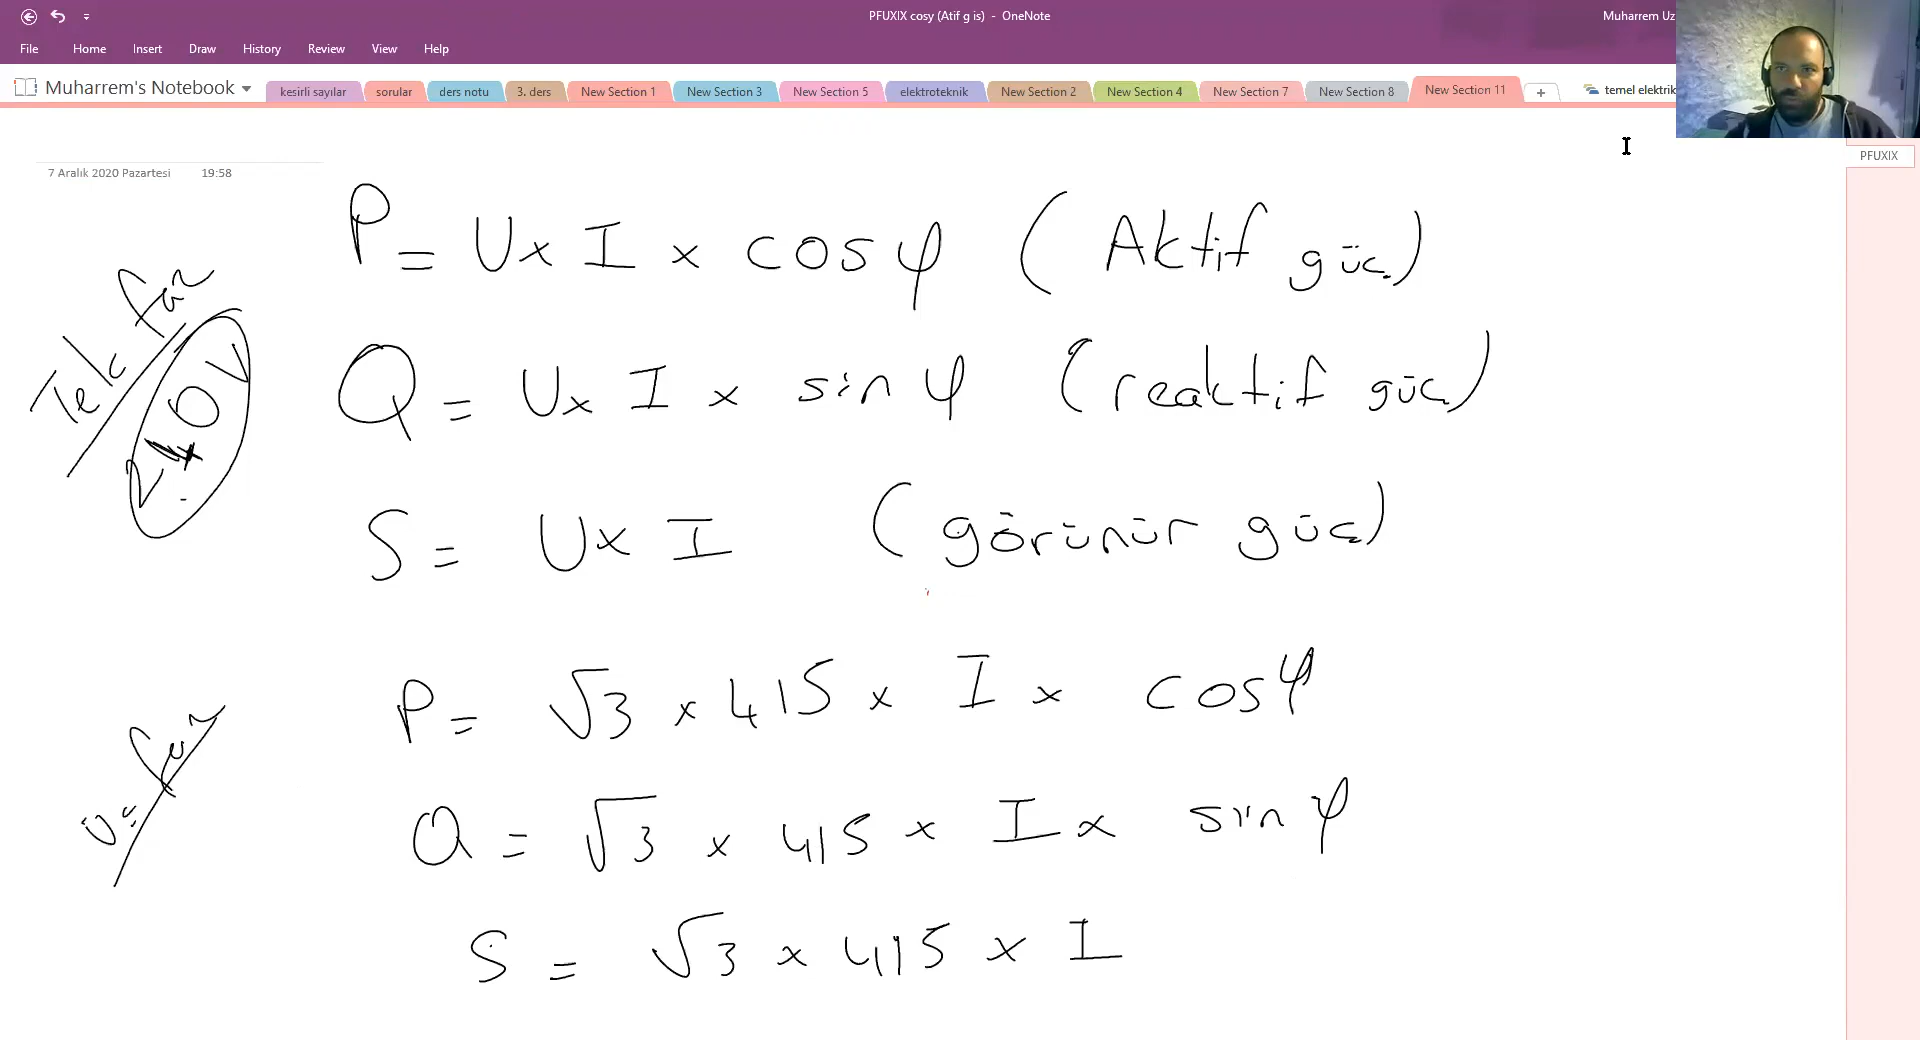 PFUXIX cosy (Atif g is) - OneNote
Muharrem Uz
File Home Insert Draw History Review View Help
Muharrem's Notebook
kesirli sayılar sorular ders notu 3. ders New Section 1 New Section 3 New Section 5 elektroteknik New Section 2 New Section 4 New Section 7 New Section 8 New Section 11 + temel elektrik
PFUXIX
7 Aralık 2020 Pazartesi 19:58
P = U x I x cos φ (Aktif güç)
Tek faz
240V
Q = U x I x sin φ (reaktif güç)
S = U x I (görünür güç)
P = √3 x 415 x I x cos φ
üç faz
Q = √3 x 415 x I x sin φ
S = √3 x 415 x I